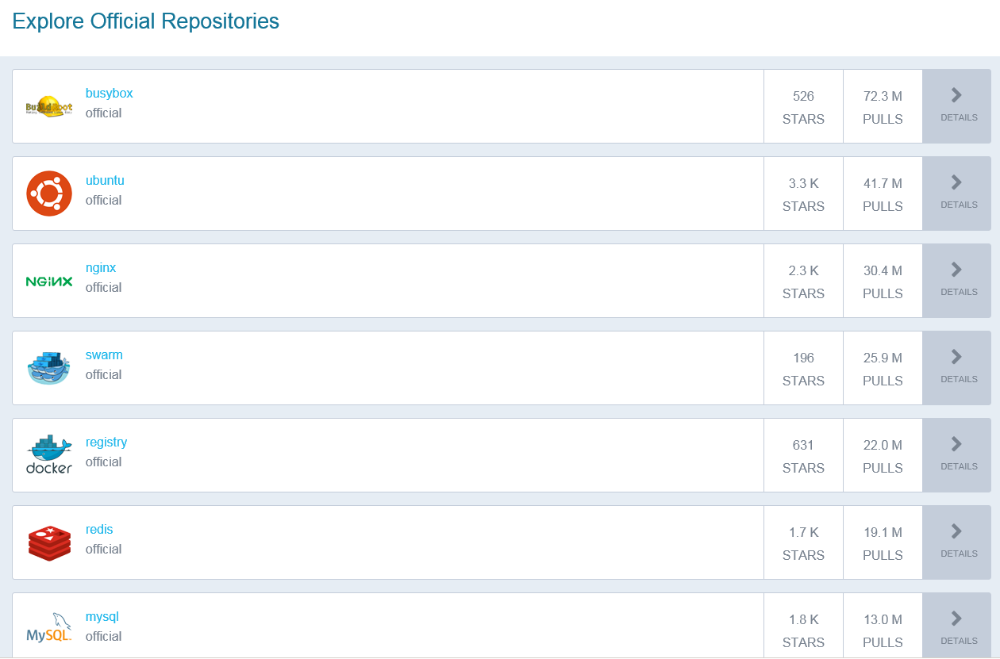 Explore Official Repositories
BuildRoot
busybox
official
526
STARS
72.3 M
PULLS
DETAILS
ubuntu
official
3.3 K
STARS
41.7 M
PULLS
DETAILS
NGINX
nginx
official
2.3 K
STARS
30.4 M
PULLS
DETAILS
swarm
official
196
STARS
25.9 M
PULLS
DETAILS
docker
registry
official
631
STARS
22.0 M
PULLS
DETAILS
redis
official
1.7 K
STARS
19.1 M
PULLS
DETAILS
MySQL
mysql
official
1.8 K
STARS
13.0 M
PULLS
DETAILS